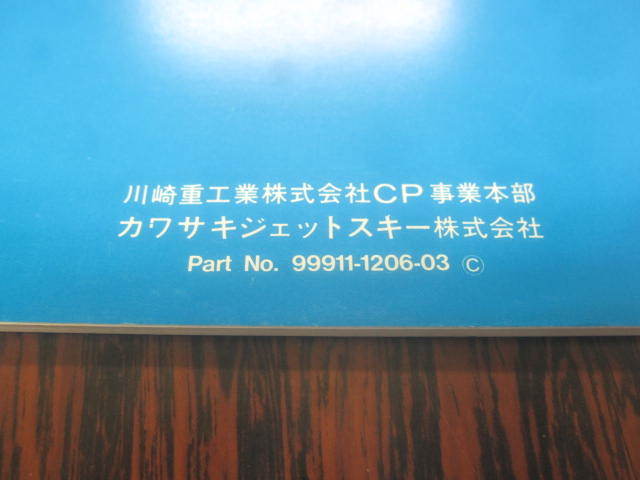 川崎重工業株式会社CP事業本部
カワサキジェットスキー株式会社
Part No. 99911-1206-03 ©